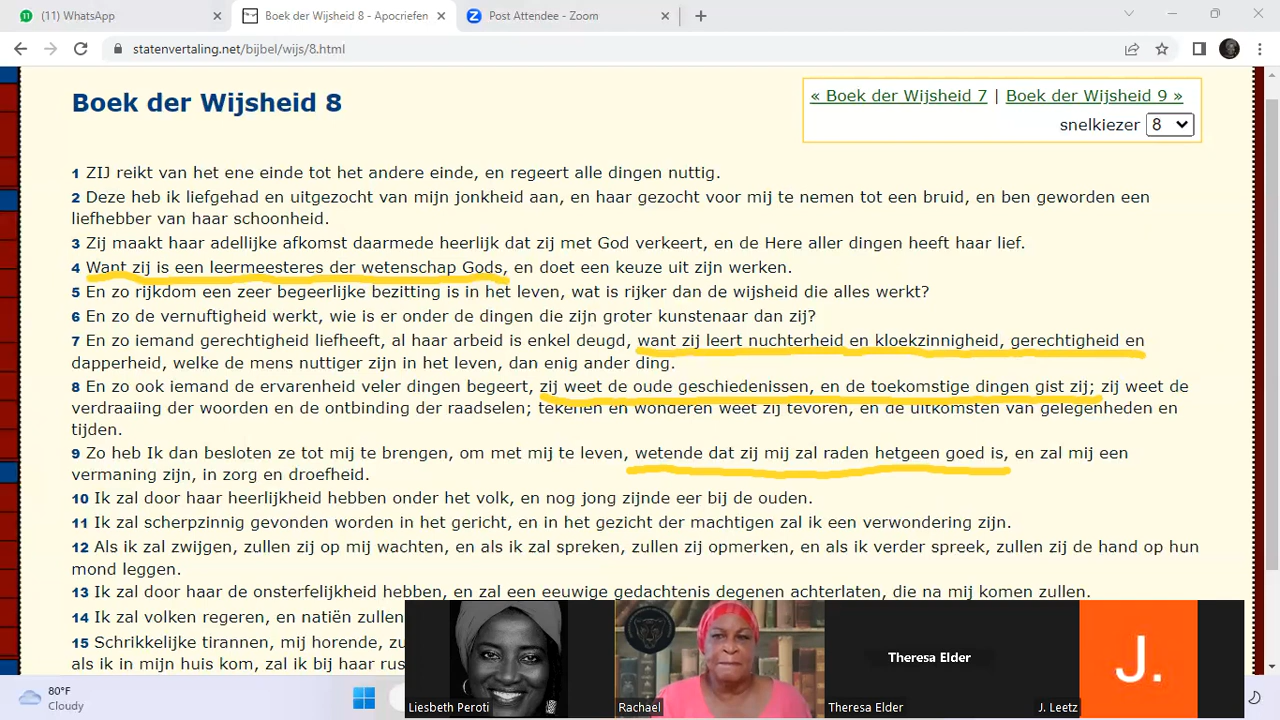 (11) WhatsApp
Boek der Wijsheid 8 - Apocriefen
Post Attendee - Zoom
statenvertaling.net/bijbel/wijs/8.html
Boek der Wijsheid 8
« Boek der Wijsheid 7 | Boek der Wijsheid 9 »
snelkiezer 8
1 ZIJ reikt van het ene einde tot het andere einde, en regeert alle dingen nuttig.
2 Deze heb ik liefgehad en uitgezocht van mijn jonkheid aan, en haar gezocht voor mij te nemen tot een bruid, en ben geworden een
liefhebber van haar schoonheid.
3 Zij maakt haar adellijke afkomst daarmede heerlijk dat zij met God verkeert, en de Here aller dingen heeft haar lief.
4 Want zij is een leermeesteres der wetenschap Gods, en doet een keuze uit zijn werken.
5 En zo rijkdom een zeer begeerlijke bezitting is in het leven, wat is rijker dan de wijsheid die alles werkt?
6 En zo de vernuftigheid werkt, wie is er onder de dingen die zijn groter kunstenaar dan zij?
7 En zo iemand gerechtigheid liefheeft, al haar arbeid is enkel deugd, want zij leert nuchterheid en kloekzinnigheid, gerechtigheid en
dapperheid, welke de mens nuttiger zijn in het leven, dan enig ander ding.
8 En zo ook iemand de ervarenheid veler dingen begeert, zij weet de oude geschiedenissen, en de toekomstige dingen gist zij; zij weet de
verdraaiing der woorden en de ontbinding der raadselen; tekenen en wonderen weet zij tevoren, en de uitkomsten van gelegenheden en
tijden.
9 Zo heb Ik dan besloten ze tot mij te brengen, om met mij te leven, wetende dat zij mij zal raden hetgeen goed is, en zal mij een
vermaning zijn, in zorg en droefheid.
10 Ik zal door haar heerlijkheid hebben onder het volk, en nog jong zijnde eer bij de ouden.
11 Ik zal scherpzinnig gevonden worden in het gericht, en in het gezicht der machtigen zal ik een verwondering zijn.
12 Als ik zal zwijgen, zullen zij op mij wachten, en als ik zal spreken, zullen zij opmerken, en als ik verder spreek, zullen zij de hand op hun
mond leggen.
13 Ik zal door haar de onsterfelijkheid hebben, en zal een eeuwige gedachtenis degenen achterlaten, die na mij komen zullen.
14 Ik zal volken regeren, en natiën zullen
15 Schrikkelijke tirannen, mij horende, zu
als ik in mijn huis kom, zal ik bij haar rus
Theresa Elder
J.
Liesbeth Peroti
Rachael
Theresa Elder
J. Leetz
80°F
Cloudy